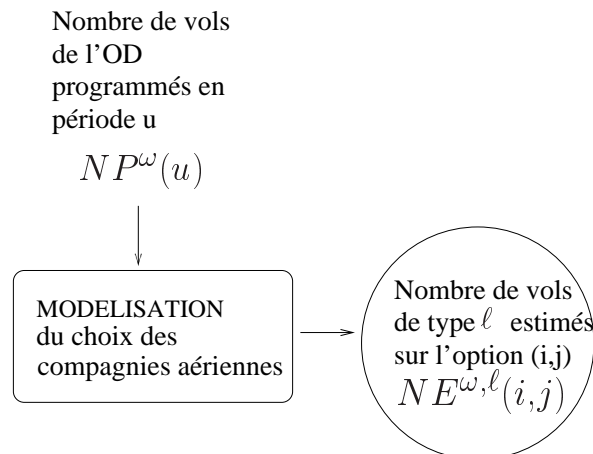 Nombre de vols
de l'OD
programmés en
période u
NP^ω(u)
MODELISATION
du choix des
compagnies aériennes
Nombre de vols
de type ℓ estimés
sur l'option (i,j)
NE^{ω,ℓ}(i,j)